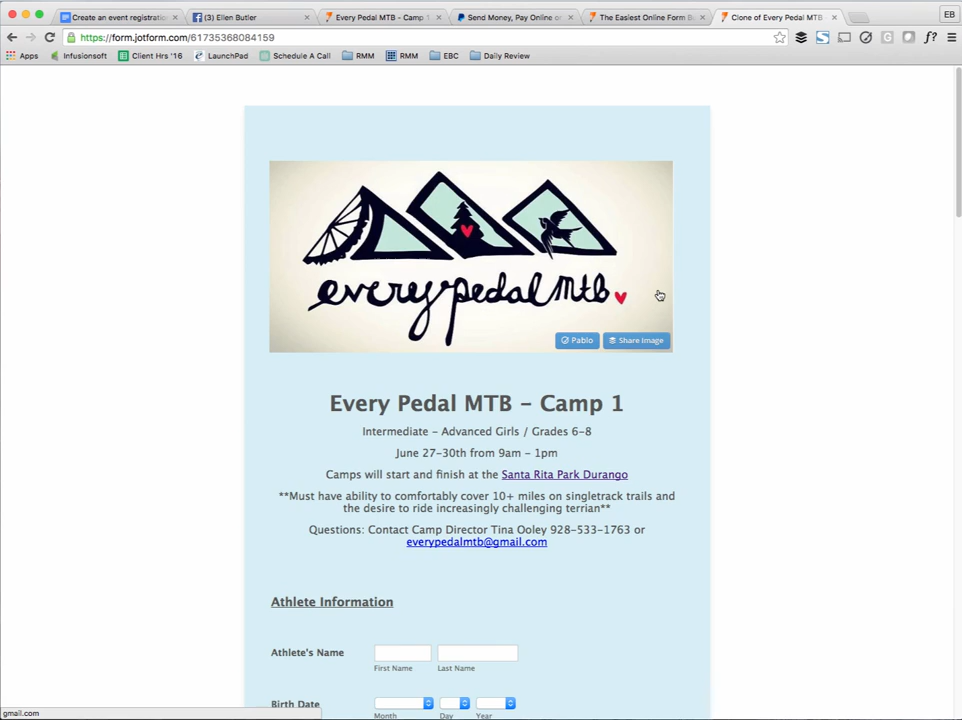 Create an event registratio
(3) Ellen Butler
Every Pedal MTB - Camp 1
Send Money, Pay Online o
The Easiest Online Form B
Clone of Every Pedal MTB
EB
https://form.jotform.com/61735368084159
f?
Apps
Infusionsoft
Client Hrs '16
LaunchPad
Schedule A Call
RMM
RMM
EBC
Daily Review
every pedal mtb
Pablo
Share Image
Every Pedal MTB - Camp 1
Intermediate - Advanced Girls / Grades 6-8
June 27-30th from 9am - 1pm
Camps will start and finish at the Santa Rita Park Durango
**Must have ability to comfortably cover 10+ miles on singletrack trails and
the desire to ride increasingly challenging terrian**
Questions: Contact Camp Director Tina Ooley 928-533-1763 or
everypedalmtb@gmail.com
Athlete Information
Athlete's Name
First Name
Last Name
Birth Date
Month
Day
Year
gmail.com